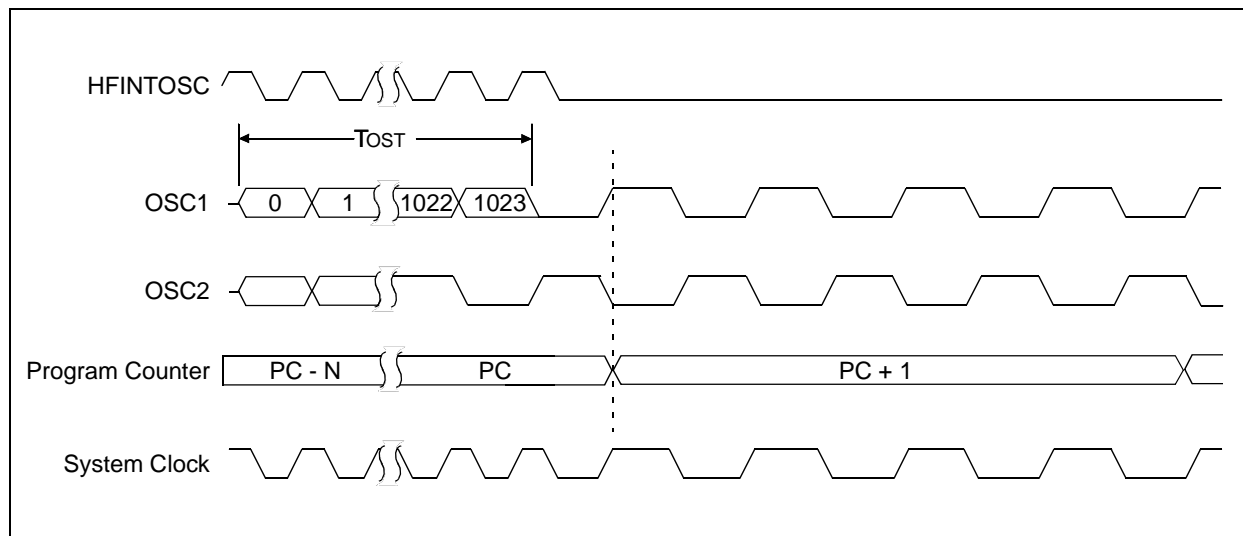 HFINTOSC
TOST
OSC1 0 1 1022 1023
OSC2
Program Counter PC - N PC PC + 1
System Clock